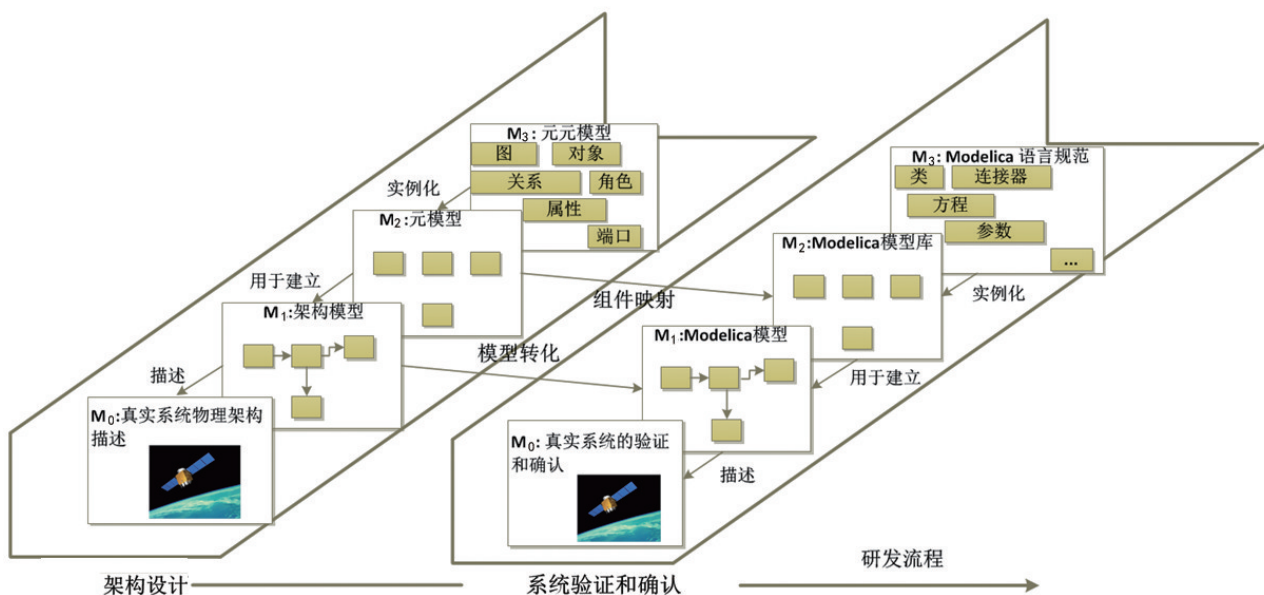 M₃: 元元模型
图
对象
关系
角色
属性
端口
实例化
M₂:元模型
用于建立
M₁:架构模型
描述
M₀:真实系统物理架构
描述
组件映射
模型转化
M₃: Modelica 语言规范
类
连接器
方程
参数
...
M₂:Modelica模型库
实例化
M₁:Modelica模型
用于建立
M₀: 真实系统的验证
和确认
描述
架构设计
系统验证和确认
研发流程